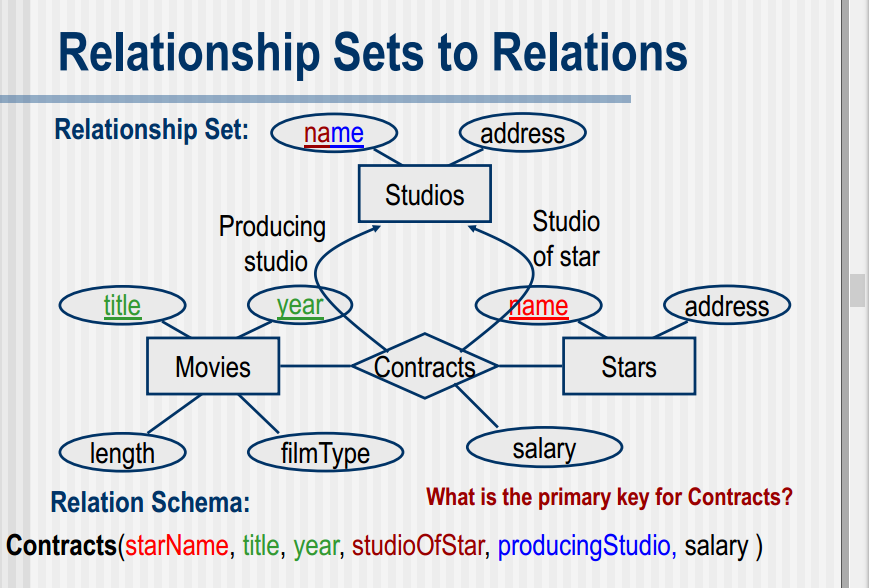 Relationship Sets to Relations
Relationship Set:
name
address
Studios
Producing
studio
Studio
of star
title
year
name
address
Movies
Contracts
Stars
length
filmType
salary
Relation Schema:
What is the primary key for Contracts?
Contracts(starName, title, year, studioOfStar, producingStudio, salary )